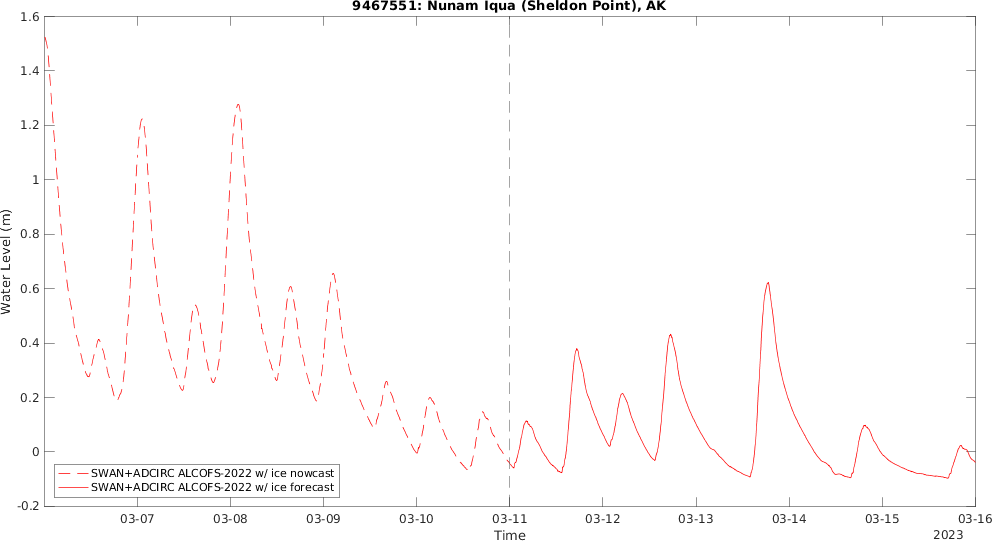 9467551: Nunam Iqua (Sheldon Point), AK
1.6
1.4
1.2
1
0.8
0.6
0.4
0.2
0
-0.2
Water Level (m)
SWAN+ADCIRC ALCOFS-2022 w/ ice nowcast
SWAN+ADCIRC ALCOFS-2022 w/ ice forecast
03-07 03-08 03-09 03-10 03-11 03-12 03-13 03-14 03-15 03-16
Time
2023